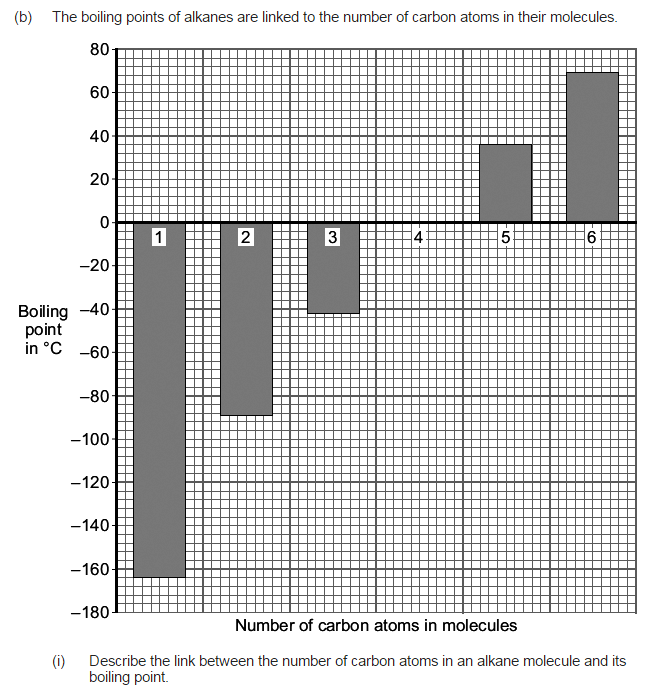 (b) The boiling points of alkanes are linked to the number of carbon atoms in their molecules.
80
60
40
20
0
1 2 3 4 5 6
–20
–40
–60
–80
–100
–120
–140
–160
–180
Boiling
point
in °C
Number of carbon atoms in molecules
(i) Describe the link between the number of carbon atoms in an alkane molecule and its
boiling point.